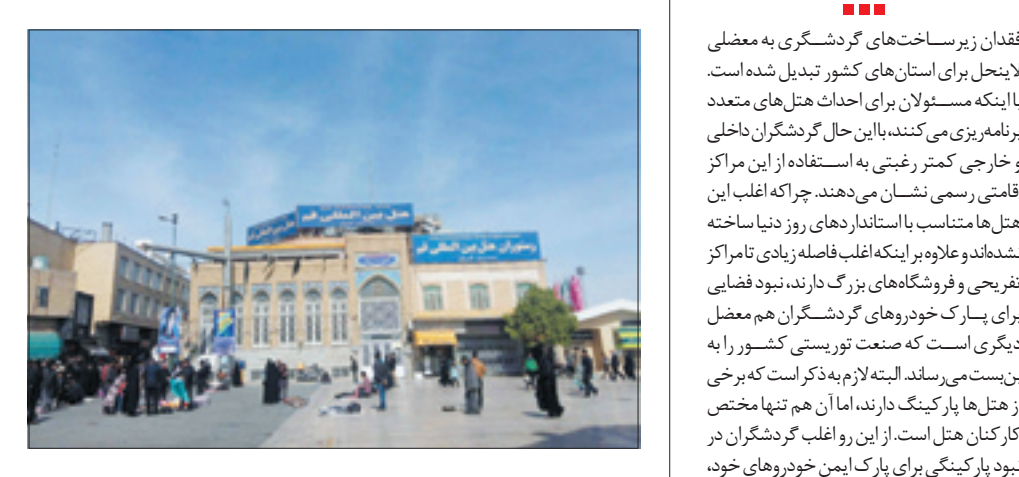 فقدان زیرساخت‌های گردشگری به معضلی
لاینحل برای استان‌های کشور تبدیل شده است.
با اینکه مسئولان برای احداث هتل‌های متعدد
برنامه‌ریزی می‌کنند، بااین حال گردشگران داخلی
و خارجی کمتر رغبتی به استفاده از این مراکز
اقامتی رسمی نشان می‌دهند. چراکه اغلب این
هتل‌ها متناسب با استانداردهای روز دنیا ساخته
نشده‌اند و علاوه بر اینکه اغلب فاصله زیادی تا مراکز
تفریحی و فروشگاه‌های بزرگ دارند، نبود فضایی
برای پارک خودروهای گردشگران هم معضل
دیگری است که صنعت توریستی کشور را به
بن‌بست می‌رساند. البته لازم به ذکر است که برخی
از هتل‌ها پارکینگ دارند، اما آن هم تنها مختص
کارکنان هتل است. از این رو اغلب گردشگران در
نبود پارکینگی برای پارک ایمن خودروهای خود،
هتل بین المللی قم
رستوران هتل بین المللی قم